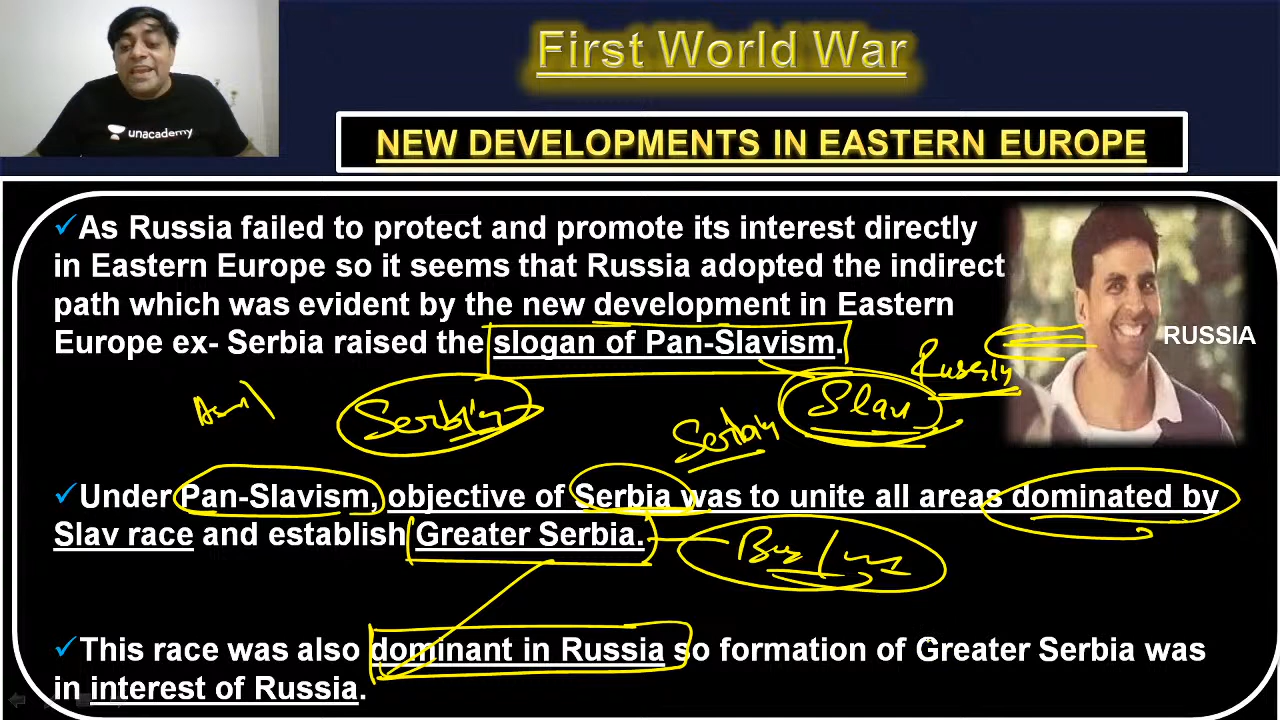 First World War
unacademy
NEW DEVELOPMENTS IN EASTERN EUROPE
✓As Russia failed to protect and promote its interest directly
in Eastern Europe so it seems that Russia adopted the indirect
path which was evident by the new development in Eastern
Europe ex- Serbia raised the slogan of Pan-Slavism.
RUSSIA
Russia
Serbia
Slav
Serbia
✓Under Pan-Slavism, objective of Serbia was to unite all areas dominated by
Slav race and establish Greater Serbia.
✓This race was also dominant in Russia so formation of Greater Serbia was
in interest of Russia.